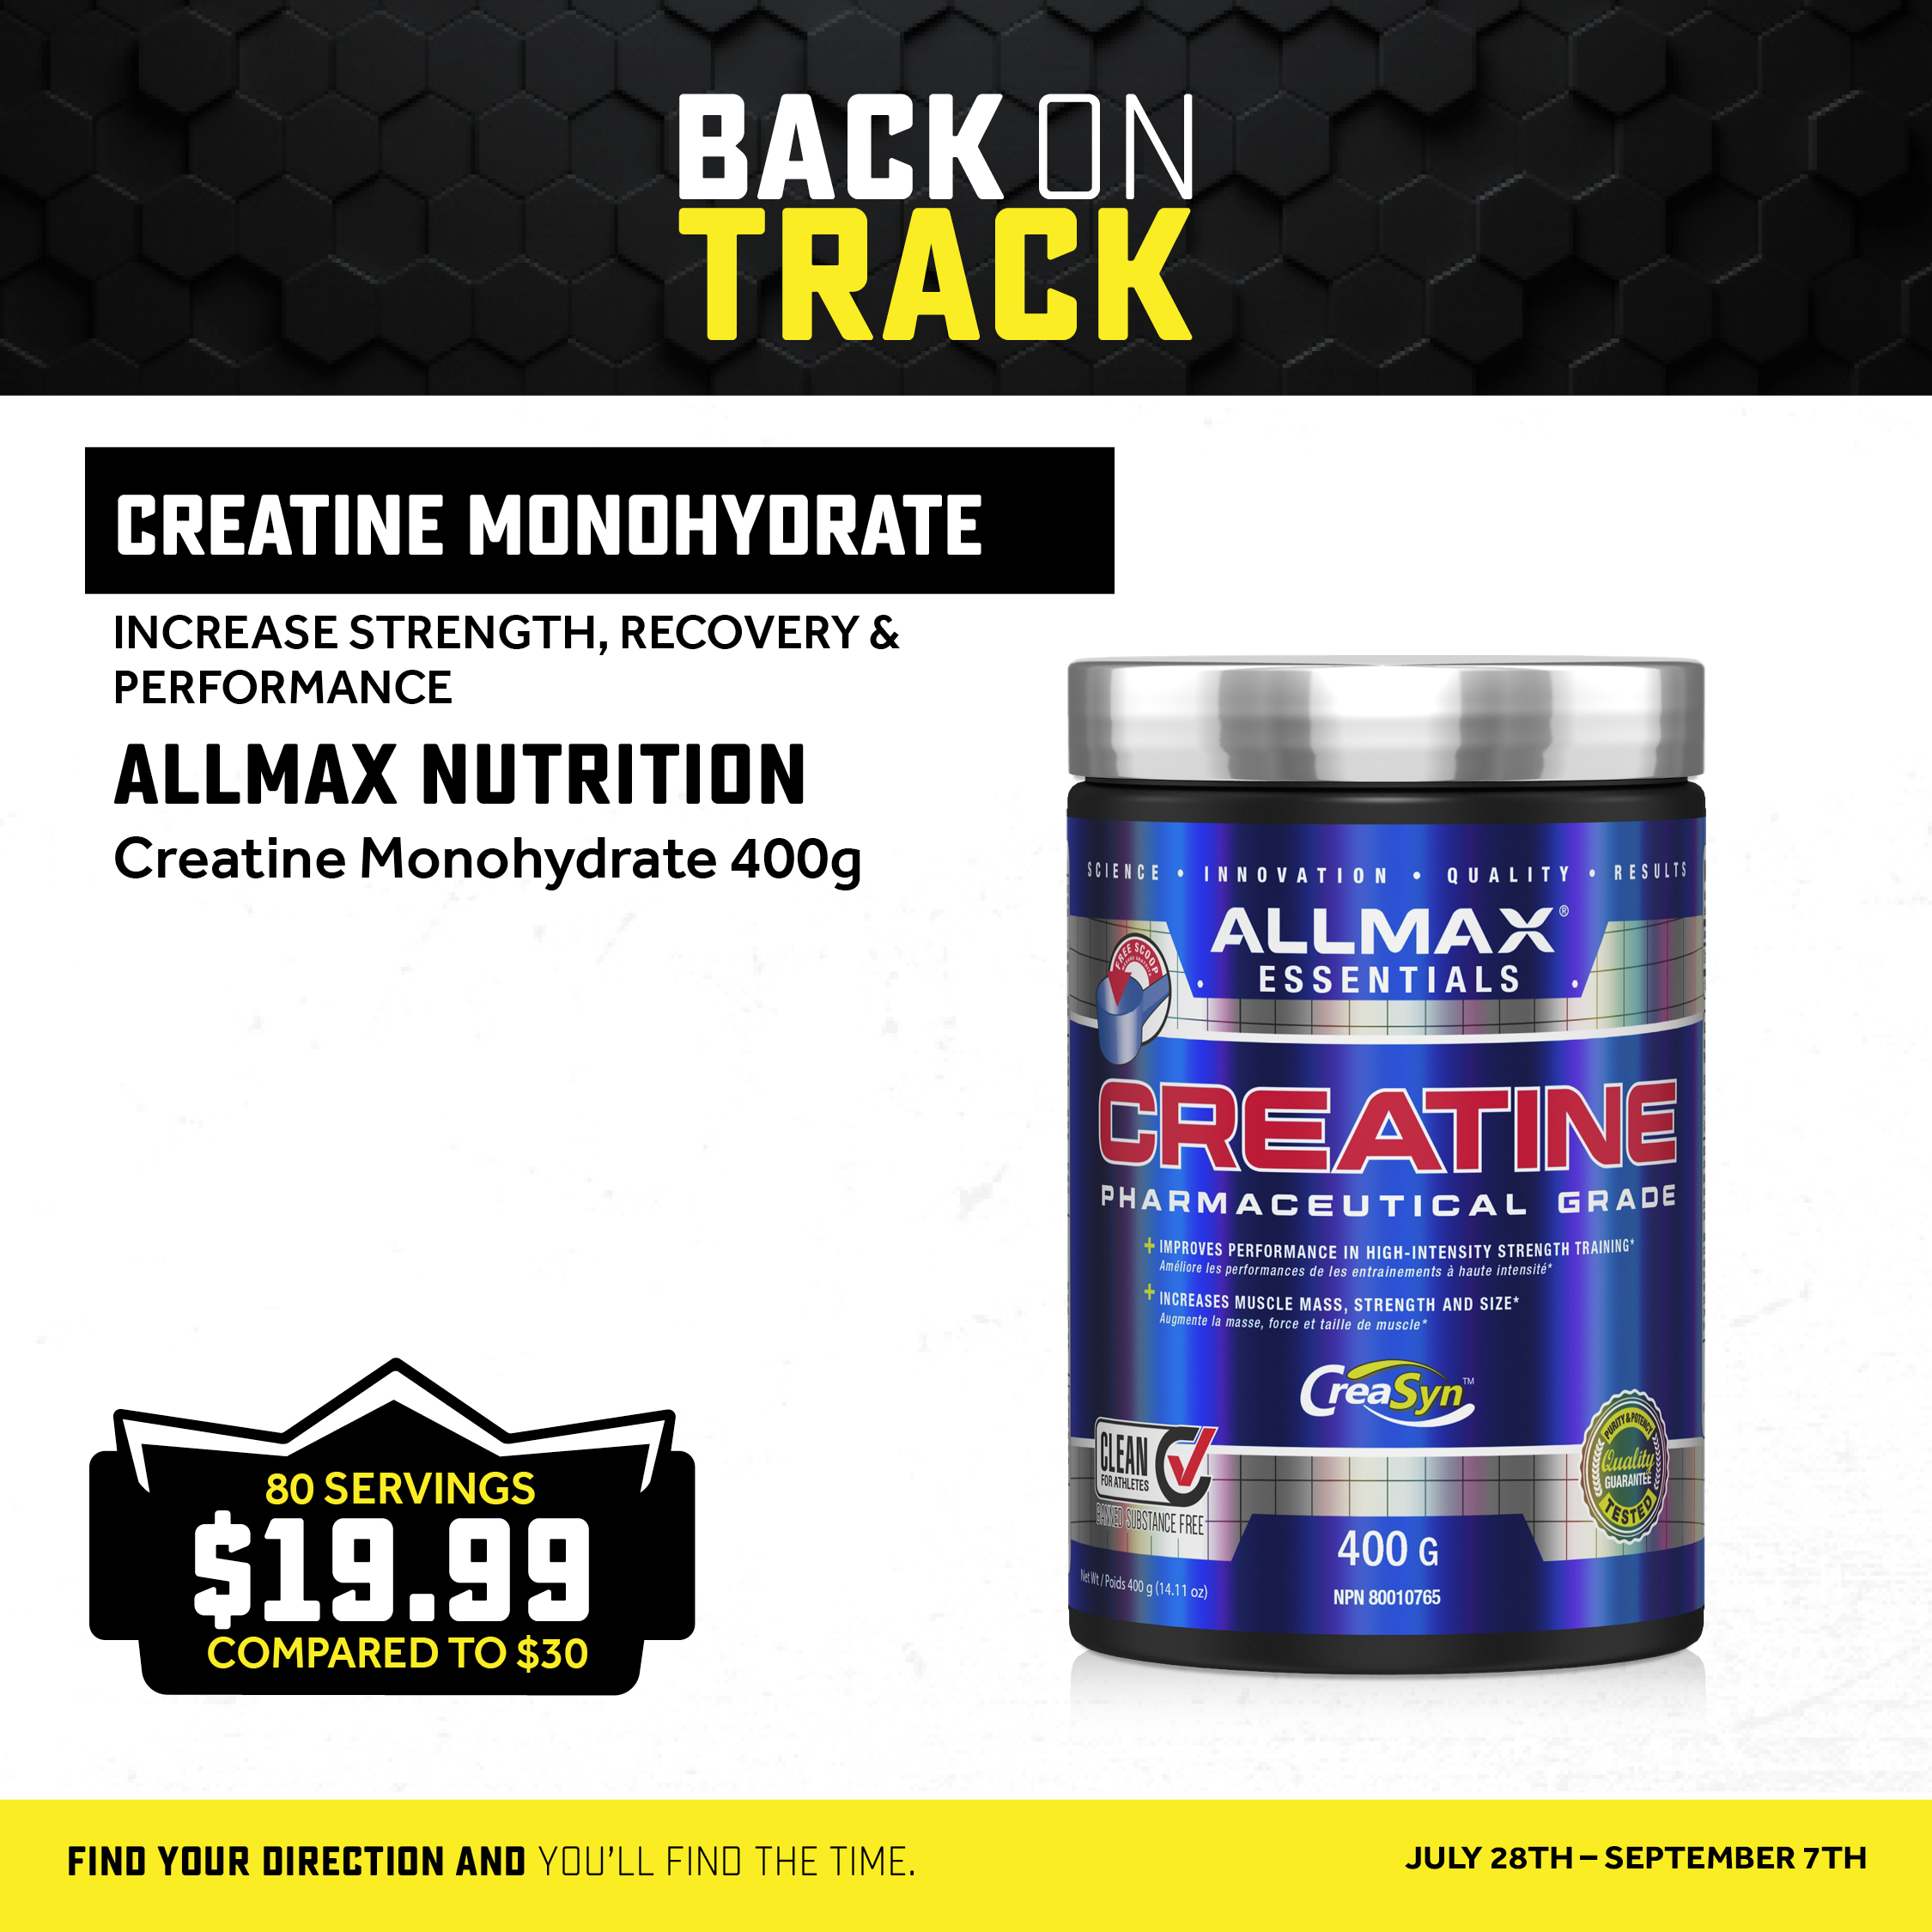 BACK ON
TRACK
CREATINE MONOHYDRATE
INCREASE STRENGTH, RECOVERY &
PERFORMANCE
ALLMAX NUTRITION
Creatine Monohydrate 400g
SCIENCE • INNOVATION • QUALITY • RESULTS
ALLMAX®
ESSENTIALS
FREE SCOOP
CREATINE
PHARMACEUTICAL GRADE
+ IMPROVES PERFORMANCE IN HIGH-INTENSITY STRENGTH TRAINING*
Améliore les performances de les entrainements à haute intensité*
+ INCREASES MUSCLE MASS, STRENGTH AND SIZE*
Augmente la masse, force et taille de muscle*
CreaSyn™
CLEAN
FOR ATHLETES
BANNED SUBSTANCE FREE
PURITY & POTENCY
Quality
GUARANTEE
TESTED
400 G
Net Wt / Poids 400 g (14.11 oz)
NPN 80010765
80 SERVINGS
$19.99
COMPARED TO $30
FIND YOUR DIRECTION AND YOU'LL FIND THE TIME.
JULY 28TH – SEPTEMBER 7TH